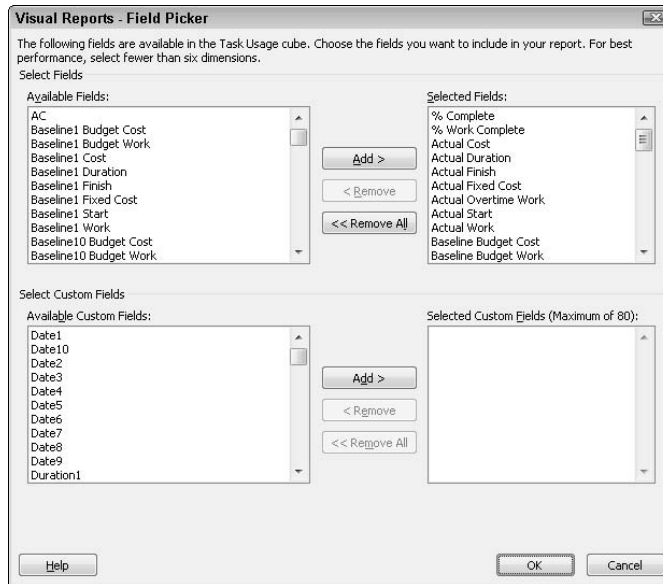 Visual Reports - Field Picker
The following fields are available in the Task Usage cube. Choose the fields you want to include in your report. For best
performance, select fewer than six dimensions.
Select Fields
Available Fields:
AC
Baseline1 Budget Cost
Baseline1 Budget Work
Baseline1 Cost
Baseline1 Duration
Baseline1 Finish
Baseline1 Fixed Cost
Baseline1 Start
Baseline1 Work
Baseline10 Budget Cost
Baseline10 Budget Work
Add >
< Remove
<< Remove All
Selected Fields:
% Complete
% Work Complete
Actual Cost
Actual Duration
Actual Finish
Actual Fixed Cost
Actual Overtime Work
Actual Start
Actual Work
Baseline Budget Cost
Baseline Budget Work
Select Custom Fields
Available Custom Fields:
Date1
Date10
Date2
Date3
Date4
Date5
Date6
Date7
Date8
Date9
Duration1
Add >
< Remove
<< Remove All
Selected Custom Fields (Maximum of 80):
Help
OK
Cancel